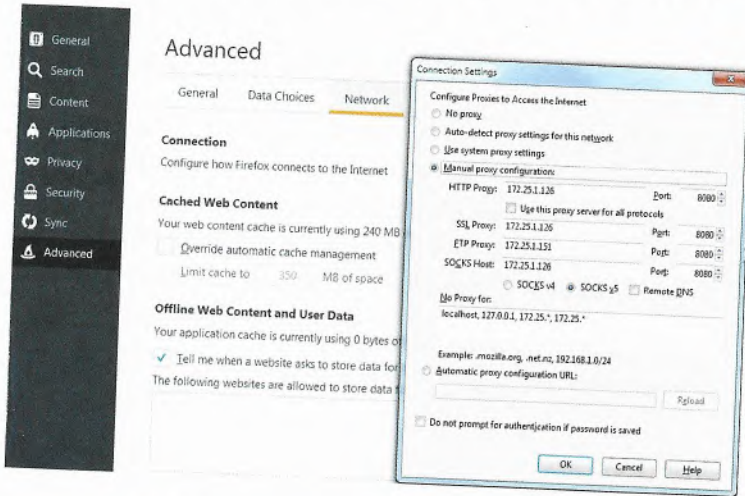 General
Search
Content
Applications
Privacy
Security
Sync
Advanced
Advanced
General Data Choices Network
Connection
Configure how Firefox connects to the Internet
Cached Web Content
Your web content cache is currently using 240 MB
Override automatic cache management
Limit cache to 350 MB of space
Offline Web Content and User Data
Your application cache is currently using 0 bytes of
Tell me when a website asks to store data for
The following websites are allowed to store data
Connection Settings
Configure Proxies to Access the Internet
No proxy
Auto-detect proxy settings for this network
Use system proxy settings
Manual proxy configuration:
HTTP Proxy: 172.25.1.126 Port: 8080
Use this proxy server for all protocols
SSL Proxy: 172.25.1.126 Port: 8080
FTP Proxy: 172.25.1.151 Port: 8080
SOCKS Host: 172.25.1.126 Port: 8080
SOCKS v4 SOCKS v5 Remote DNS
No Proxy for:
localhost, 127.0.0.1, 172.25.*, 172.25.*
Example: .mozilla.org, .net.nz, 192.168.1.0/24
Automatic proxy configuration URL:
Reload
Do not prompt for authentication if password is saved
OK Cancel Help